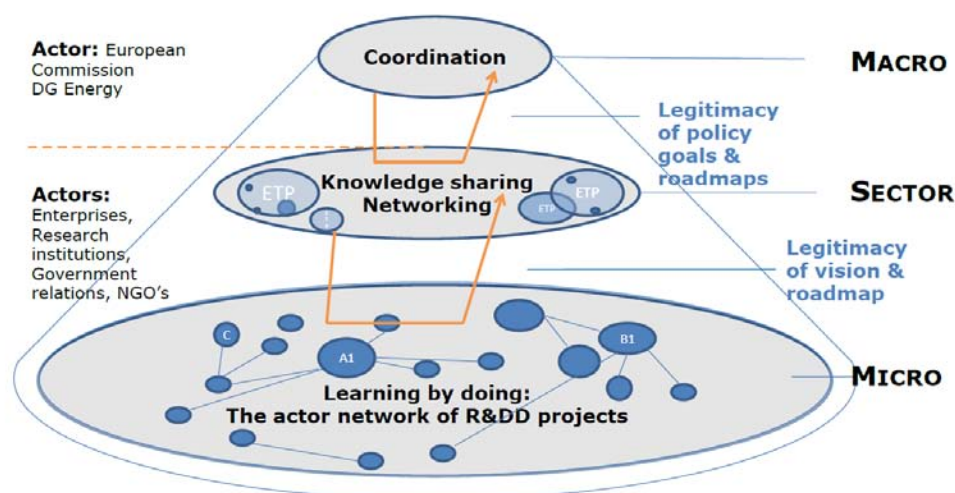 Actor: European
Commission
DG Energy
Coordination
MACRO
Legitimacy
of policy
goals &
roadmaps
Actors:
Enterprises,
Research
institutions,
Government
relations, NGO's
ETP
Knowledge sharing
Networking
ETP
ETP
SECTOR
Legitimacy
of vision &
roadmap
C
A1
B1
Learning by doing:
The actor network of R&DD projects
MICRO